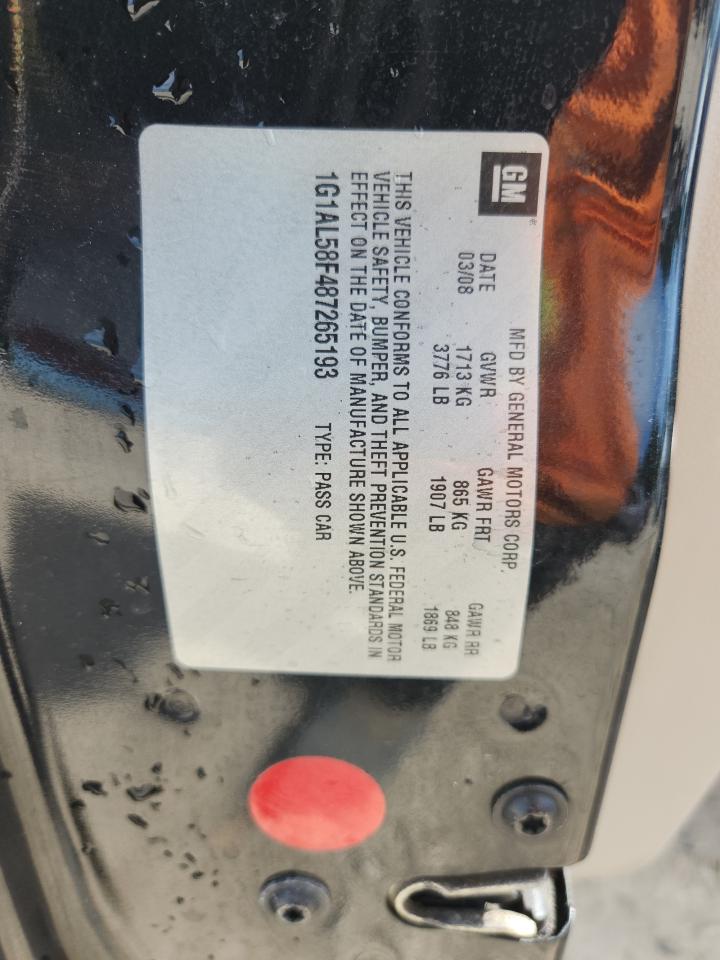 GM®
MFD BY GENERAL MOTORS CORP.
DATE GVWR GAWR FRT GAWR RR
03/08 1713 KG 865 KG 848 KG
3776 LB 1907 LB 1869 LB
THIS VEHICLE CONFORMS TO ALL APPLICABLE U.S. FEDERAL MOTOR
VEHICLE SAFETY, BUMPER, AND THEFT PREVENTION STANDARDS IN
EFFECT ON THE DATE OF MANUFACTURE SHOWN ABOVE.
1G1AL58F487265193 TYPE: PASS CAR